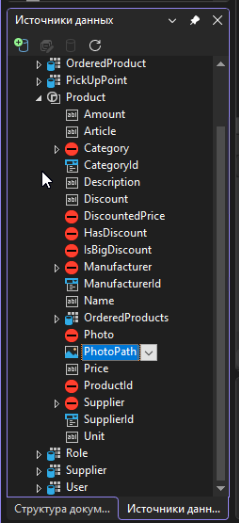 Источники данных
OrderedProduct
PickUpPoint
Product
Amount
Article
Category
CategoryId
Description
Discount
DiscountedPrice
HasDiscount
IsBigDiscount
Manufacturer
ManufacturerId
Name
OrderedProducts
Photo
PhotoPath
Price
ProductId
Supplier
SupplierId
Unit
Role
Supplier
User
Структура докум... Источники данн...